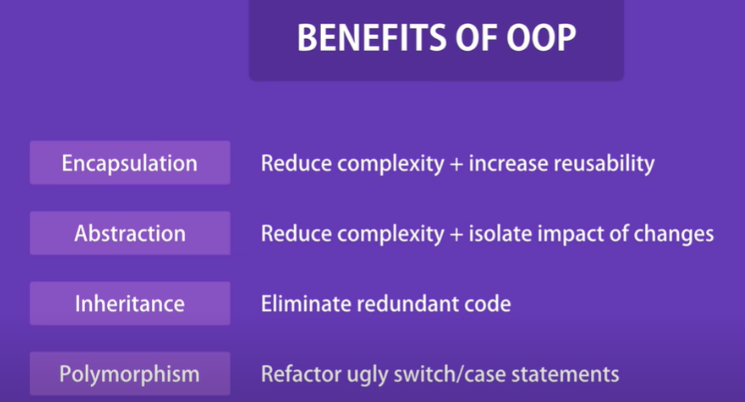 BENEFITS OF OOP
Encapsulation Reduce complexity + increase reusability
Abstraction Reduce complexity + isolate impact of changes
Inheritance Eliminate redundant code
Polymorphism Refactor ugly switch/case statements